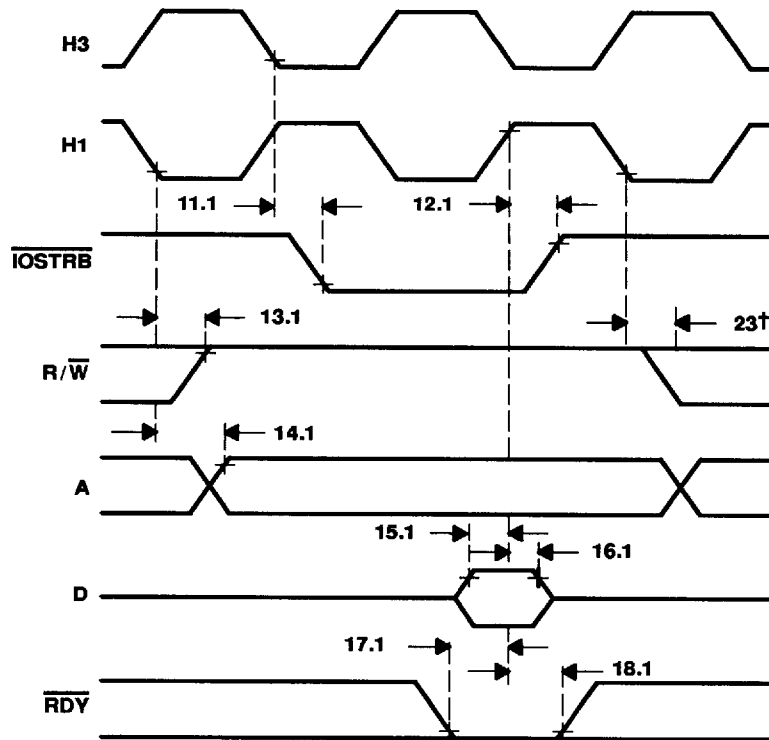 H3
H1
11.1
12.1
IOSTRB
13.1
23†
R/W
14.1
A
15.1
16.1
D
17.1
18.1
RDY